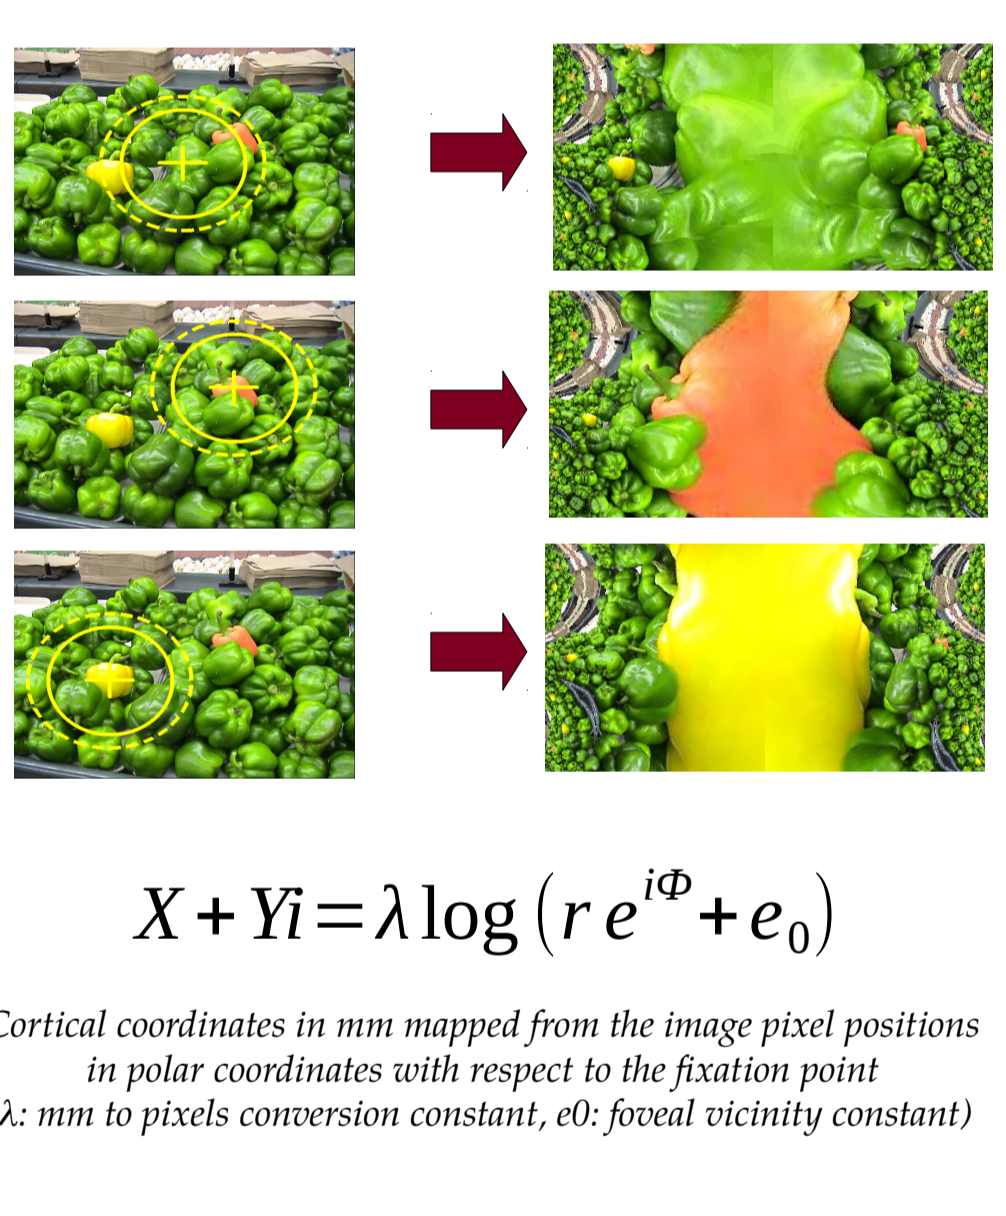 X + Yi = λ log ( r e^{iΦ} + e₀ )
Cortical coordinates in mm mapped from the image pixel positions
in polar coordinates with respect to the fixation point
λ: mm to pixels conversion constant, e0: foveal vicinity constant)